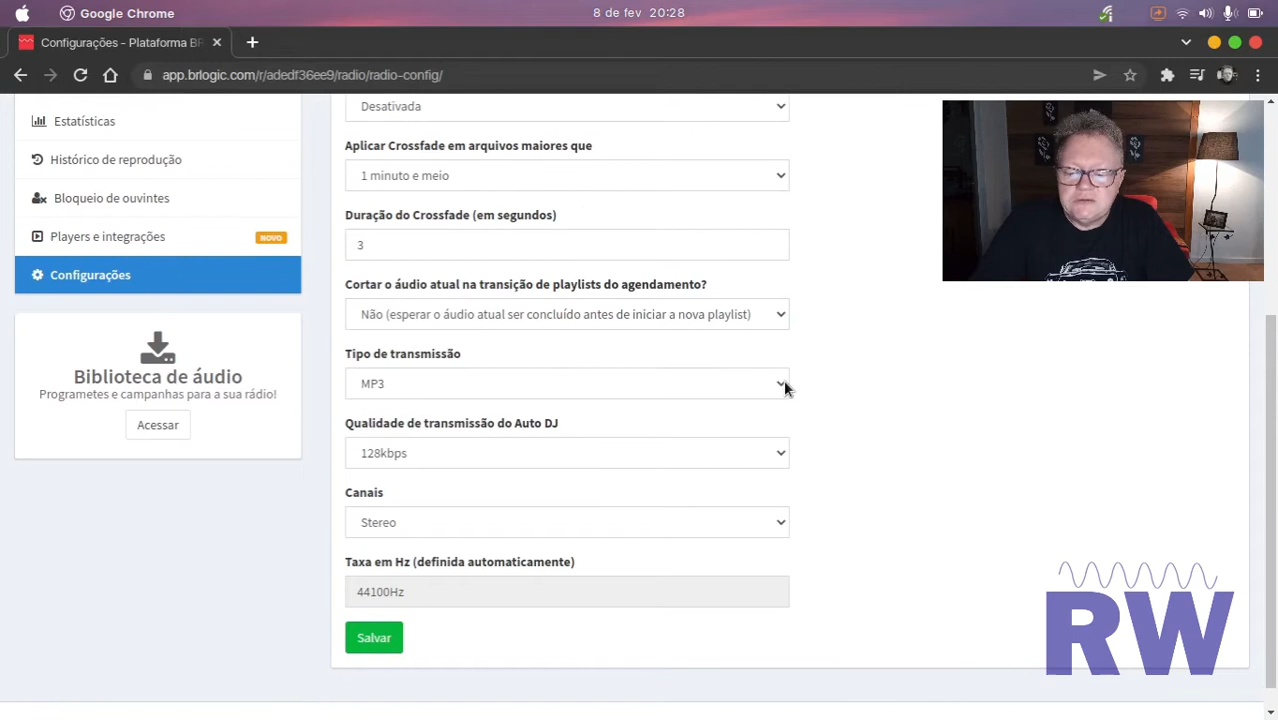 Google Chrome
8 de fev 20:28
Configurações - Plataforma BR
app.brlogic.com/r/adedf36ee9/radio/radio-config/
Estatísticas
Histórico de reprodução
Bloqueio de ouvintes
Players e integrações
NOVO
Configurações
Biblioteca de áudio
Programetes e campanhas para a sua rádio!
Acessar
Desativada
Aplicar Crossfade em arquivos maiores que
1 minuto e meio
Duração do Crossfade (em segundos)
3
Cortar o áudio atual na transição de playlists do agendamento?
Não (esperar o áudio atual ser concluído antes de iniciar a nova playlist)
Tipo de transmissão
MP3
Qualidade de transmissão do Auto DJ
128kbps
Canais
Stereo
Taxa em Hz (definida automaticamente)
44100Hz
Salvar
RW